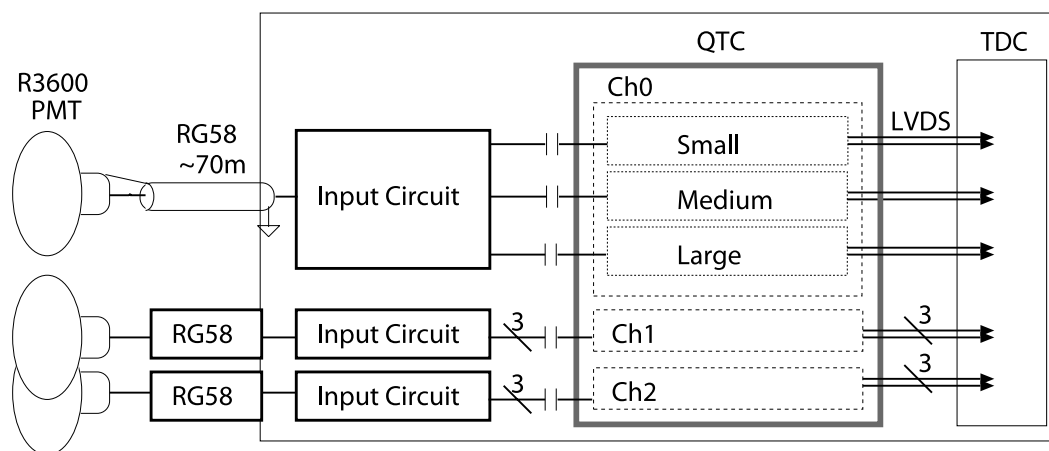 QTC
TDC
R3600
PMT
RG58
~70m
Ch0
LVDS
Small
Input Circuit
Medium
Large
RG58
Input Circuit
3
Ch1
3
RG58
Input Circuit
3
Ch2
3